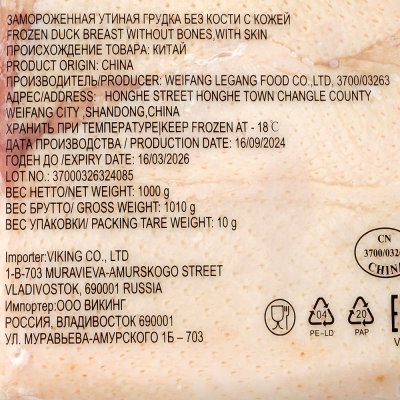 ЗАМОРОЖЕННАЯ УТИНАЯ ГРУДКА БЕЗ КОСТИ С КОЖЕЙ
FROZEN DUCK BREAST WITHOUT BONES,WITH SKIN
ПРОИСХОЖДЕНИЕ ТОВАРА: КИТАЙ
PRODUCT ORIGIN: CHINA
ПРОИЗВОДИТЕЛЬ/PRODUCER: WEIFANG LEGANG FOOD CO.,LTD, 3700/03263
АДРЕС/ADDRESS: HONGHE STREET HONGHE TOWN CHANGLE COUNTY
WEIFANG CITY ,SHANDONG,CHINA
ХРАНИТЬ ПРИ ТЕМПЕРАТУРЕ|KEEP FROZEN AT - 18℃
ДАТА ПРОИЗВОДСТВА / PRODUCTION DATE: 16/09/2024
ГОДЕН ДО /EXPIRY DATE: 16/03/2026
LOT NO.: 37000326324085
ВЕС НЕТТО/NET WEIGHT: 1000 g
ВЕС БРУТТО/ GROSS WEIGHT: 1010 g
ВЕС УПАКОВКИ/ PACKING TARE WEIGHT: 10 g
Importer:VIKING CO., LTD
1-B-703 MURAVIEVA-AMURSKOGO STREET
VLADIVOSTOK, 690001 RUSSIA
Импортер:ООО ВИКИНГ
РОССИЯ, ВЛАДИВОСТОК 690001
УЛ. МУРАВЬЕВА-АМУРСКОГО 1Б – 703
CN
3700/032
CHINA
04
PE-LD
20
PAP